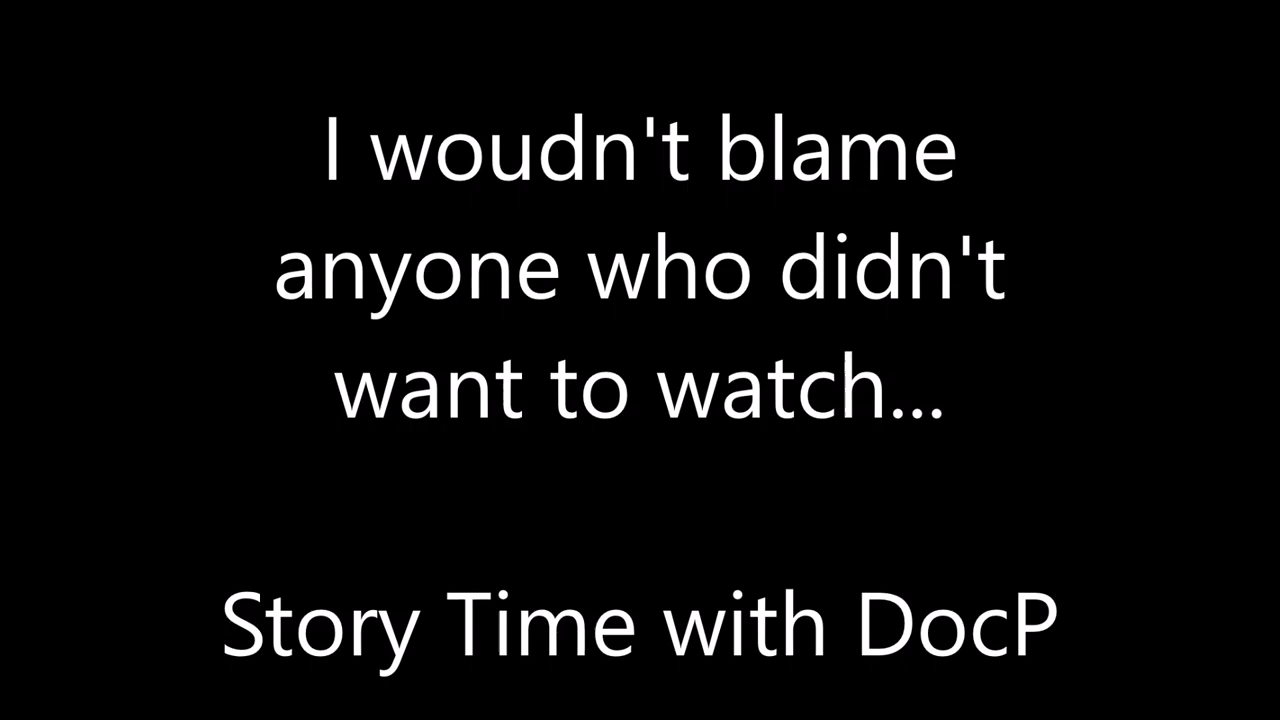 I woudn't blame
anyone who didn't
want to watch...
Story Time with DocP